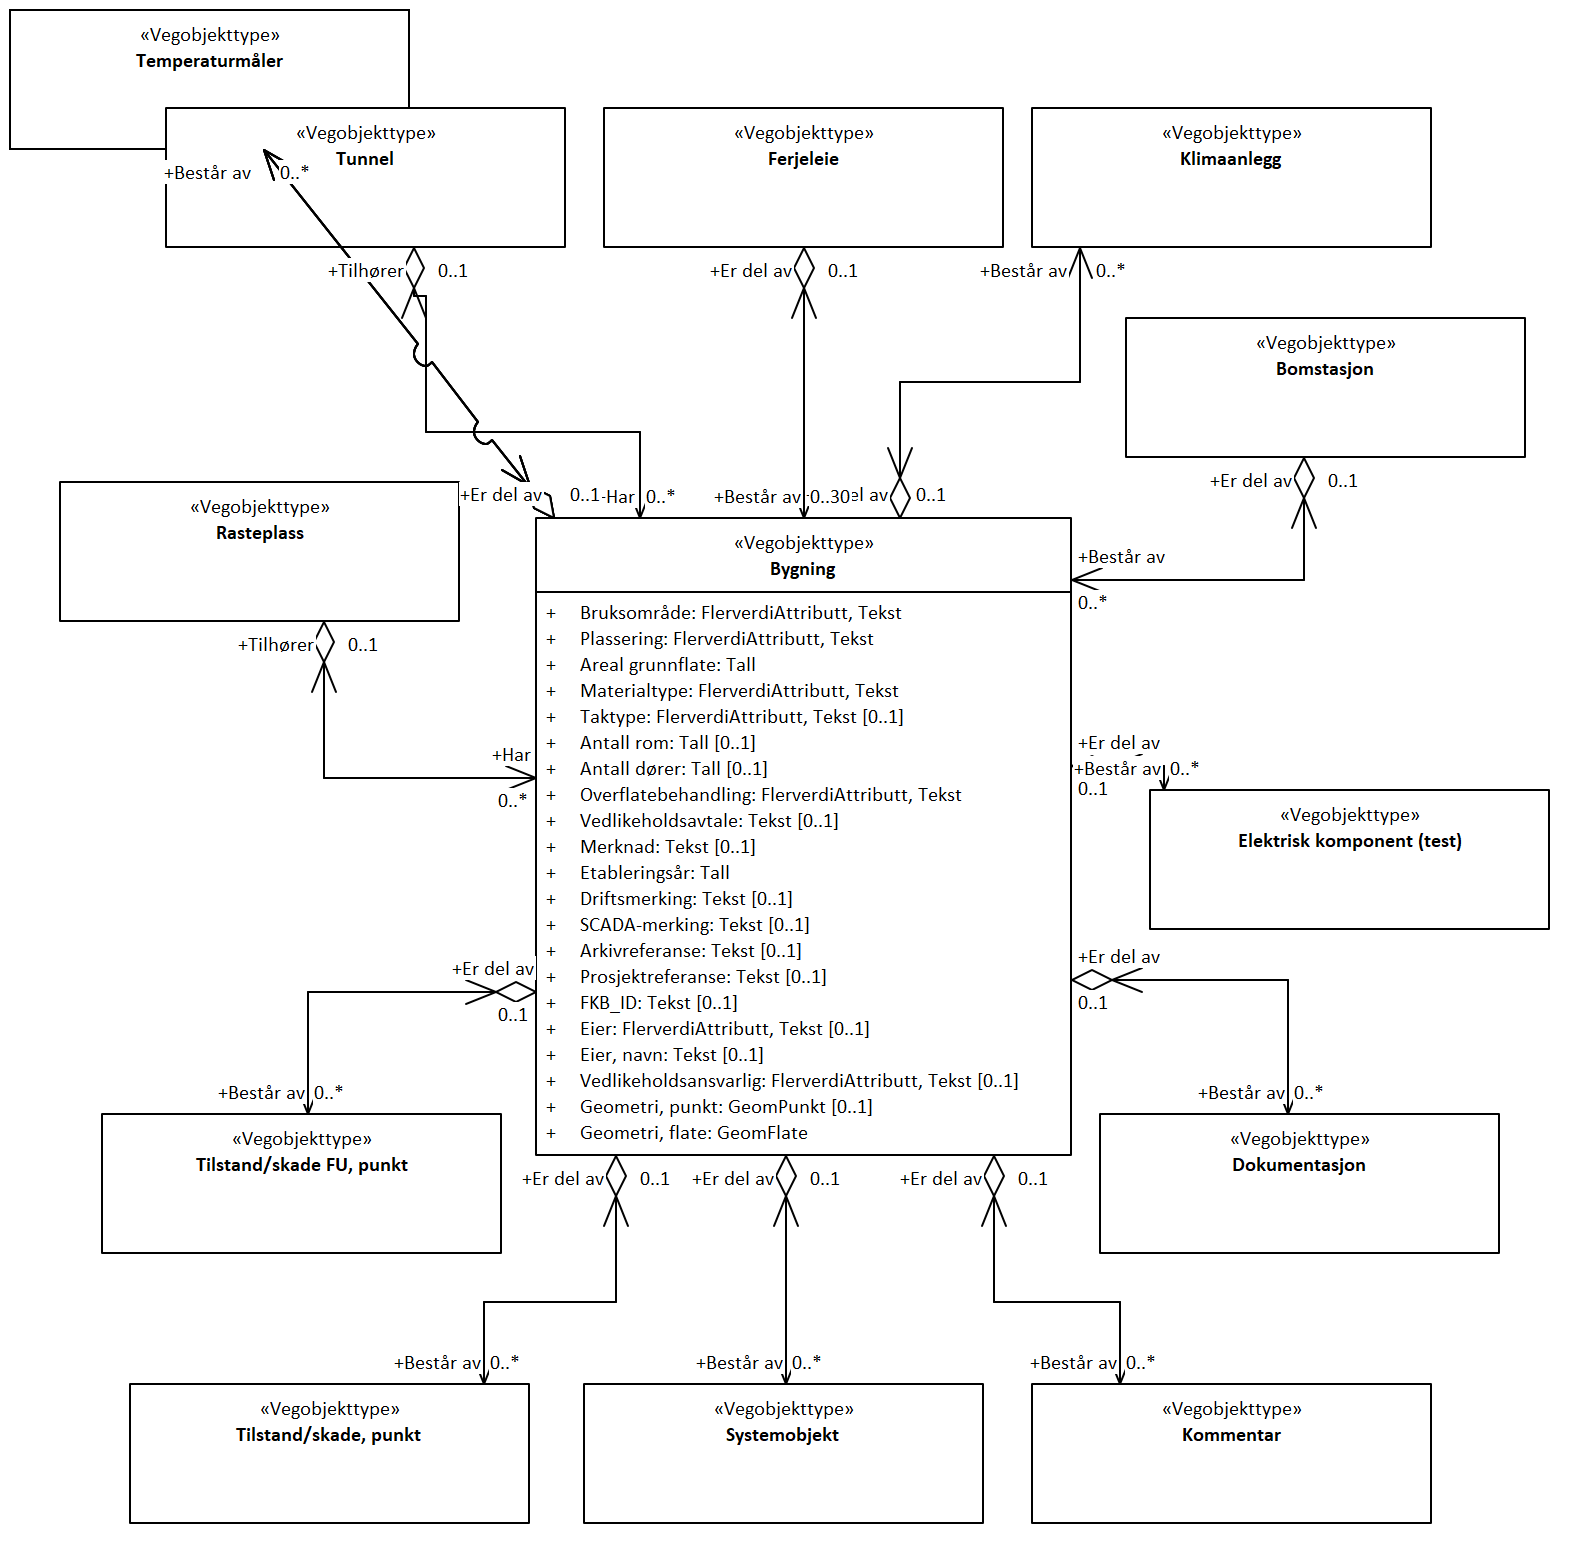 «Vegobjekttype»
Temperaturmåler
«Vegobjekttype»
Tunnel
+Består av
0..*
«Vegobjekttype»
Ferjeleie
«Vegobjekttype»
Klimaanlegg
+Tilhører
0..1
+Er del av
0..1
+Består av
0..*
«Vegobjekttype»
Bomstasjon
+Er del av
0..1
«Vegobjekttype»
Rasteplass
+Er del av
0..1
-Har
0..*
+Består av
0..30
el av
0..1
+Består av
0..*
«Vegobjekttype»
Bygning
+ Bruksområde: FlerverdiAttributt, Tekst
+ Plassering: FlerverdiAttributt, Tekst
+ Areal grunnflate: Tall
+ Materialtype: FlerverdiAttributt, Tekst
+ Taktype: FlerverdiAttributt, Tekst [0..1]
+ Antall rom: Tall [0..1]
+ Antall dører: Tall [0..1]
+ Overflatebehandling: FlerverdiAttributt, Tekst
+ Vedlikeholdsavtale: Tekst [0..1]
+ Merknad: Tekst [0..1]
+ Etableringsår: Tall
+ Driftsmerking: Tekst [0..1]
+ SCADA-merking: Tekst [0..1]
+ Arkivreferanse: Tekst [0..1]
+ Prosjektreferanse: Tekst [0..1]
+ FKB_ID: Tekst [0..1]
+ Eier: FlerverdiAttributt, Tekst [0..1]
+ Eier, navn: Tekst [0..1]
+ Vedlikeholdsansvarlig: FlerverdiAttributt, Tekst [0..1]
+ Geometri, punkt: GeomPunkt [0..1]
+ Geometri, flate: GeomFlate
+Tilhører
0..1
+Har
0..*
+Er del av
+Består av
0..*
0..1
«Vegobjekttype»
Elektrisk komponent (test)
+Er del av
0..1
+Er del av
0..1
+Består av
0..*
«Vegobjekttype»
Tilstand/skade FU, punkt
+Består av
0..*
«Vegobjekttype»
Dokumentasjon
+Er del av
0..1
+Er del av
0..1
+Er del av
0..1
+Består av
0..*
+Består av
0..*
+Består av
0..*
«Vegobjekttype»
Tilstand/skade, punkt
«Vegobjekttype»
Systemobjekt
«Vegobjekttype»
Kommentar